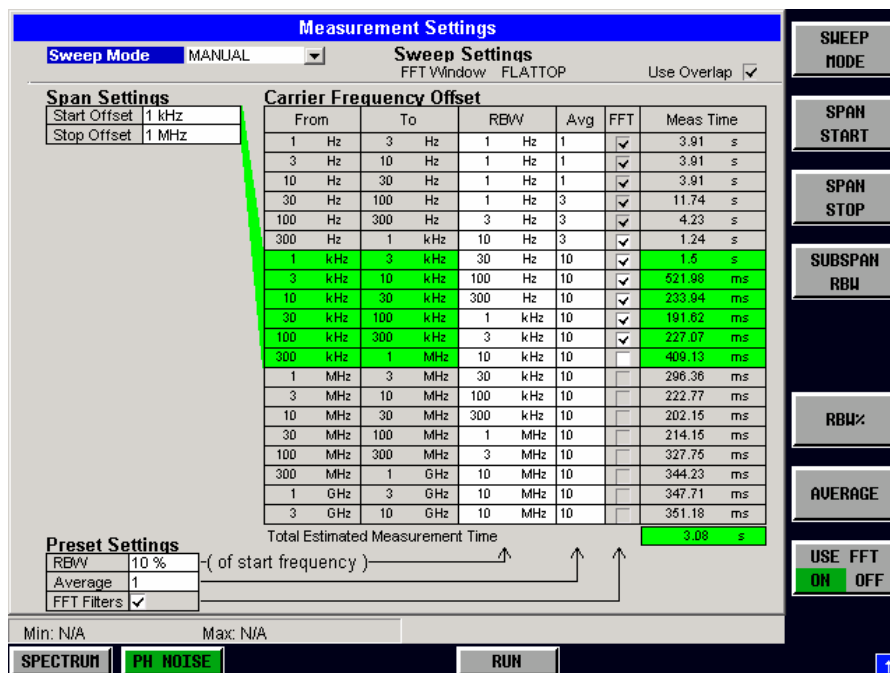 Measurement Settings
Sweep Mode MANUAL
Sweep Settings
FFT Window FLATTOP
Use Overlap
Span Settings
Start Offset 1 kHz
Stop Offset 1 MHz
Carrier Frequency Offset
From To RBW Avg FFT Meas Time
1 Hz 3 Hz 1 Hz 1 3.91 s
3 Hz 10 Hz 1 Hz 1 3.91 s
10 Hz 30 Hz 1 Hz 1 3.91 s
30 Hz 100 Hz 1 Hz 3 11.74 s
100 Hz 300 Hz 3 Hz 3 4.23 s
300 Hz 1 kHz 10 Hz 3 1.24 s
1 kHz 3 kHz 30 Hz 10 1.5 s
3 kHz 10 kHz 100 Hz 10 521.98 ms
10 kHz 30 kHz 300 Hz 10 233.94 ms
30 kHz 100 kHz 1 kHz 10 191.62 ms
100 kHz 300 kHz 3 kHz 10 227.07 ms
300 kHz 1 MHz 10 kHz 10 409.13 ms
1 MHz 3 MHz 30 kHz 10 296.36 ms
3 MHz 10 MHz 100 kHz 10 222.77 ms
10 MHz 30 MHz 300 kHz 10 202.15 ms
30 MHz 100 MHz 1 MHz 10 214.15 ms
100 MHz 300 MHz 3 MHz 10 327.75 ms
300 MHz 1 GHz 10 MHz 10 344.23 ms
1 GHz 3 GHz 10 MHz 10 347.71 ms
3 GHz 10 GHz 10 MHz 10 351.18 ms
Total Estimated Measurement Time 3.08 s
Preset Settings
RBW 10 % ( of start frequency )
Average 1
FFT Filters
Min: N/A Max: N/A
SPECTRUM PH NOISE RUN
SWEEP
MODE
SPAN
START
SPAN
STOP
SUBSPAN
RBW
RBW%
AVERAGE
USE FFT
ON OFF